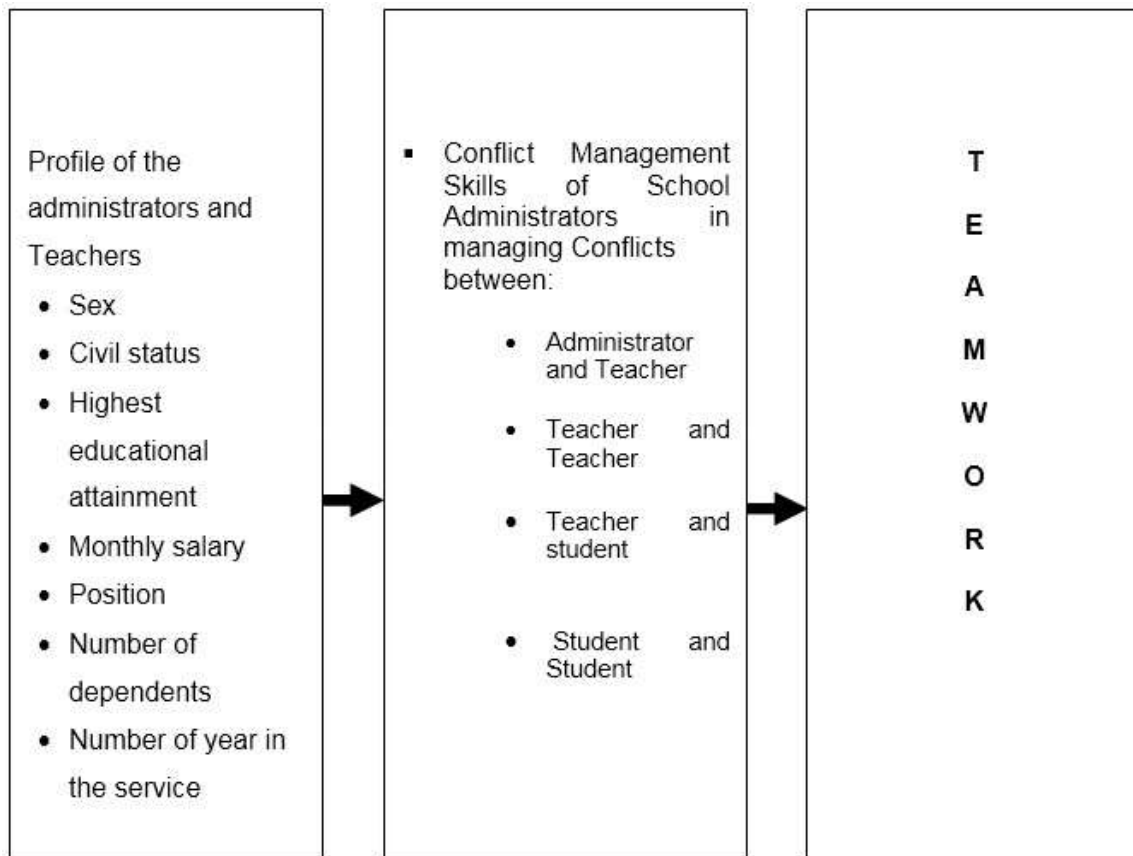 Profile of the
administrators and
Teachers
• Sex
• Civil status
• Highest
educational
attainment
• Monthly salary
• Position
• Number of
dependents
• Number of year in
the service
▪ Conflict Management
Skills of School
Administrators in
managing Conflicts
between:
• Administrator
and Teacher
• Teacher and
Teacher
• Teacher and
student
• Student and
Student
T
E
A
M
W
O
R
K